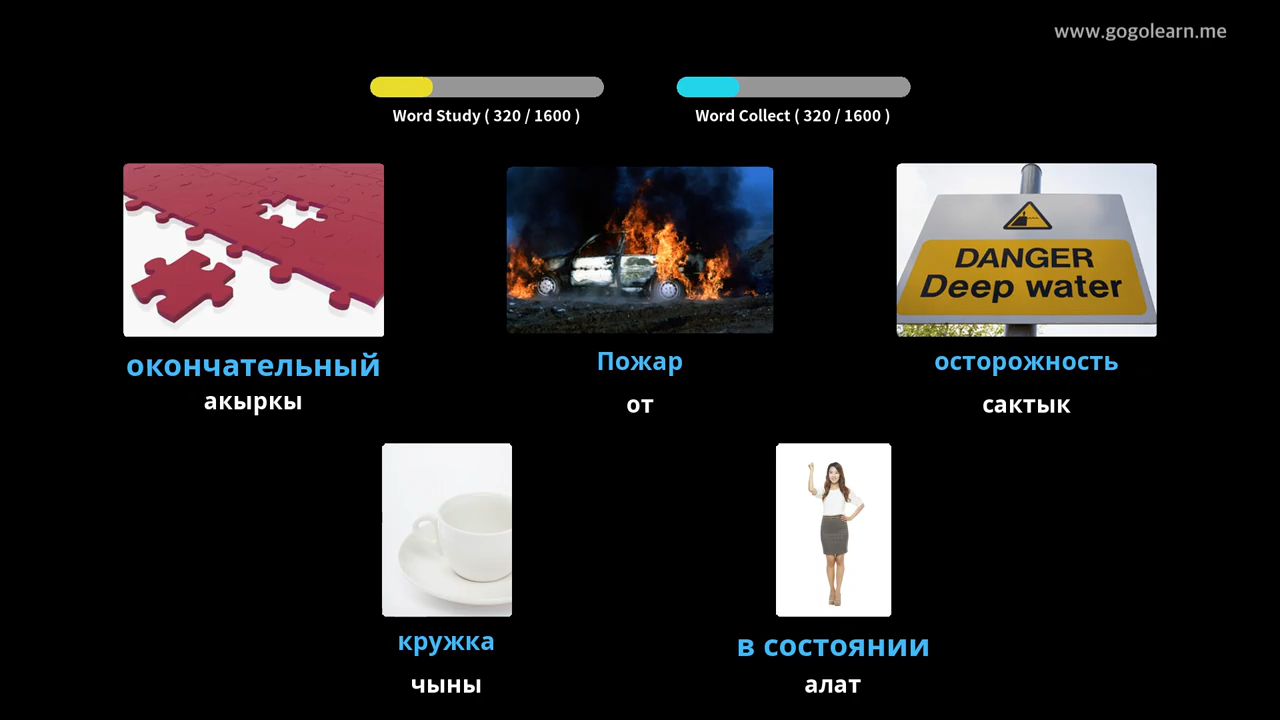 www.gogolearn.me
Word Study ( 320 / 1600 )
Word Collect ( 320 / 1600 )
DANGER
Deep water
окончательный
акыркы
Пожар
от
осторожность
сактык
кружка
чыны
в состоянии
алат